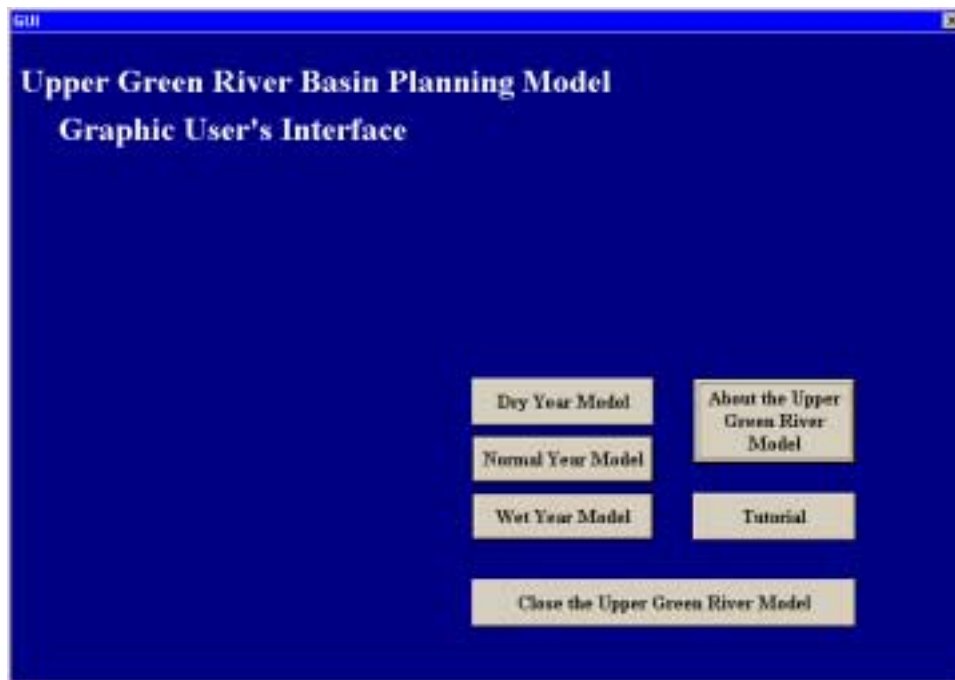 GUI
Upper Green River Basin Planning Model
Graphic User's Interface
Dry Year Model
Normal Year Model
Wet Year Model
About the Upper
Green River
Model
Tutorial
Close the Upper Green River Model